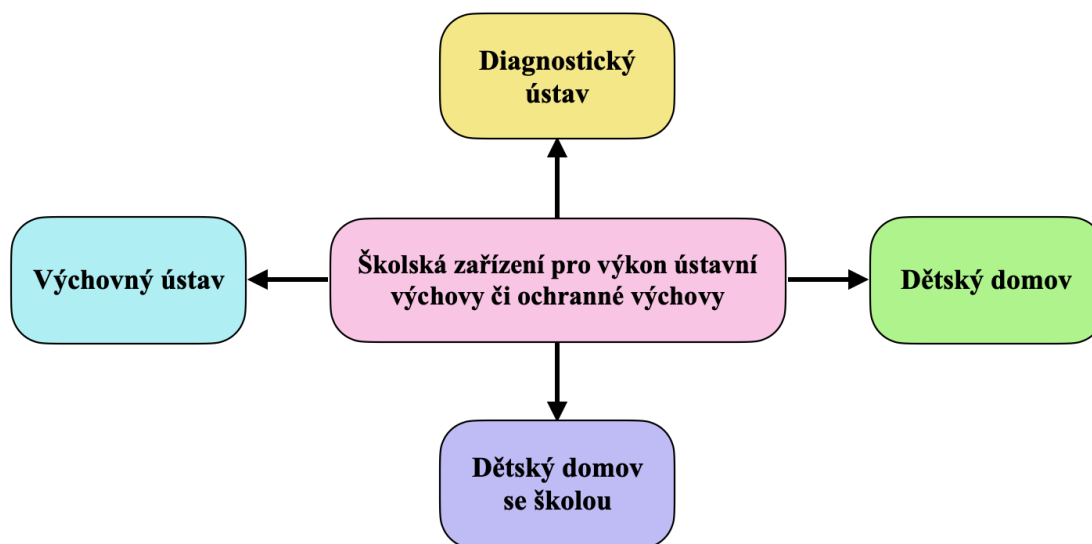 Diagnostický
ústav
Výchovný ústav
Školská zařízení pro výkon ústavní
výchovy či ochranné výchovy
Dětský domov
Dětský domov
se školou